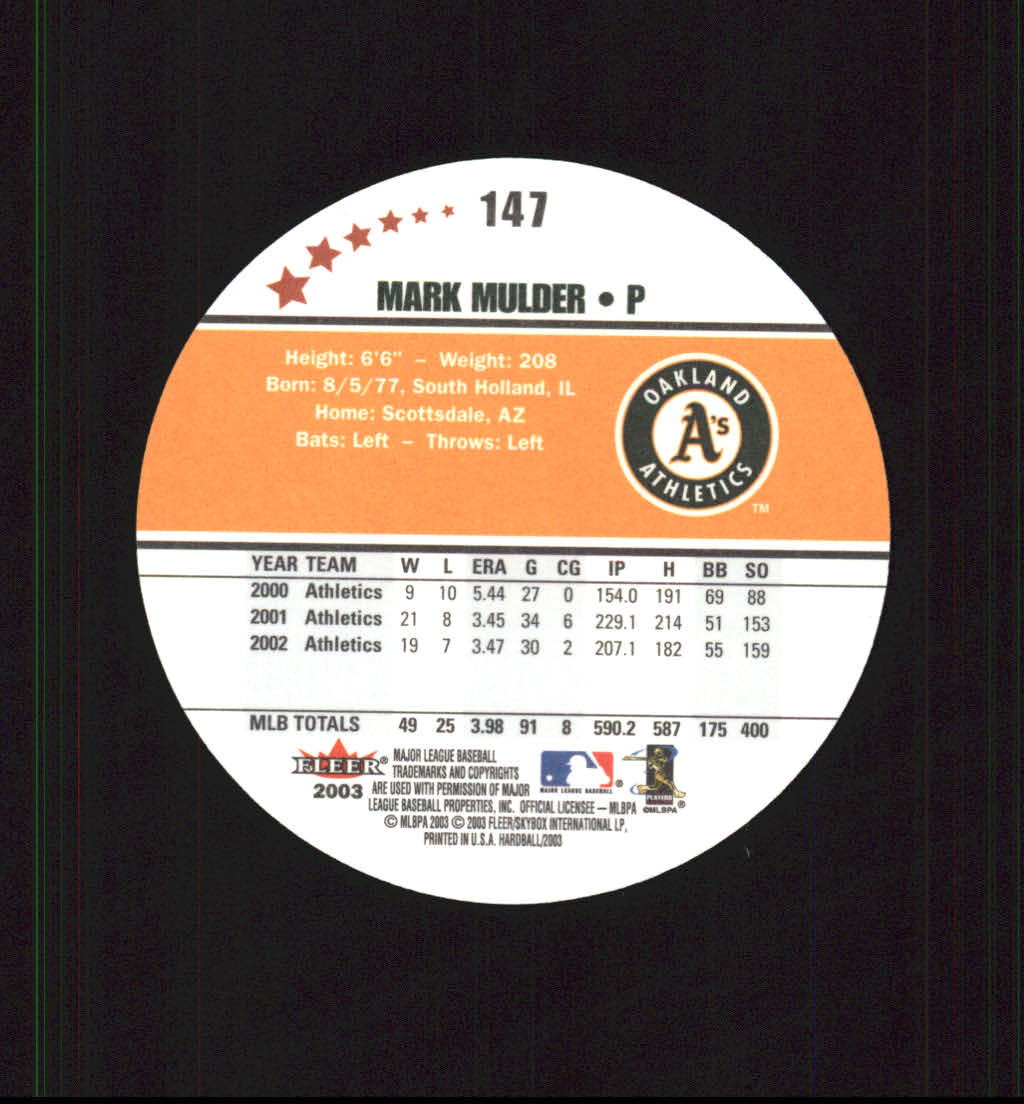 147
MARK MULDER • P
Height: 6'6" – Weight: 208
Born: 8/5/77, South Holland, IL
Home: Scottsdale, AZ
Bats: Left – Throws: Left
OAKLAND
A's
ATHLETICS
TM
YEAR TEAM W L ERA G CG IP H BB SO
2000 Athletics 9 10 5.44 27 0 154.0 191 69 88
2001 Athletics 21 8 3.45 34 6 229.1 214 51 153
2002 Athletics 19 7 3.47 30 2 207.1 182 55 159
MLB TOTALS 49 25 3.98 91 8 590.2 587 175 400
FLEER®
2003
MAJOR LEAGUE BASEBALL
TRADEMARKS AND COPYRIGHTS
ARE USED WITH PERMISSION OF MAJOR
LEAGUE BASEBALL PROPERTIES, INC. OFFICIAL LICENSEE — MLBPA
© MLBPA 2003 © 2003 FLEER/SKYBOX INTERNATIONAL LP,
PRINTED IN U.S.A. HARDBALL/2003
MAJOR LEAGUE BASEBALL ®
PLAYERS
©MLBPA ®